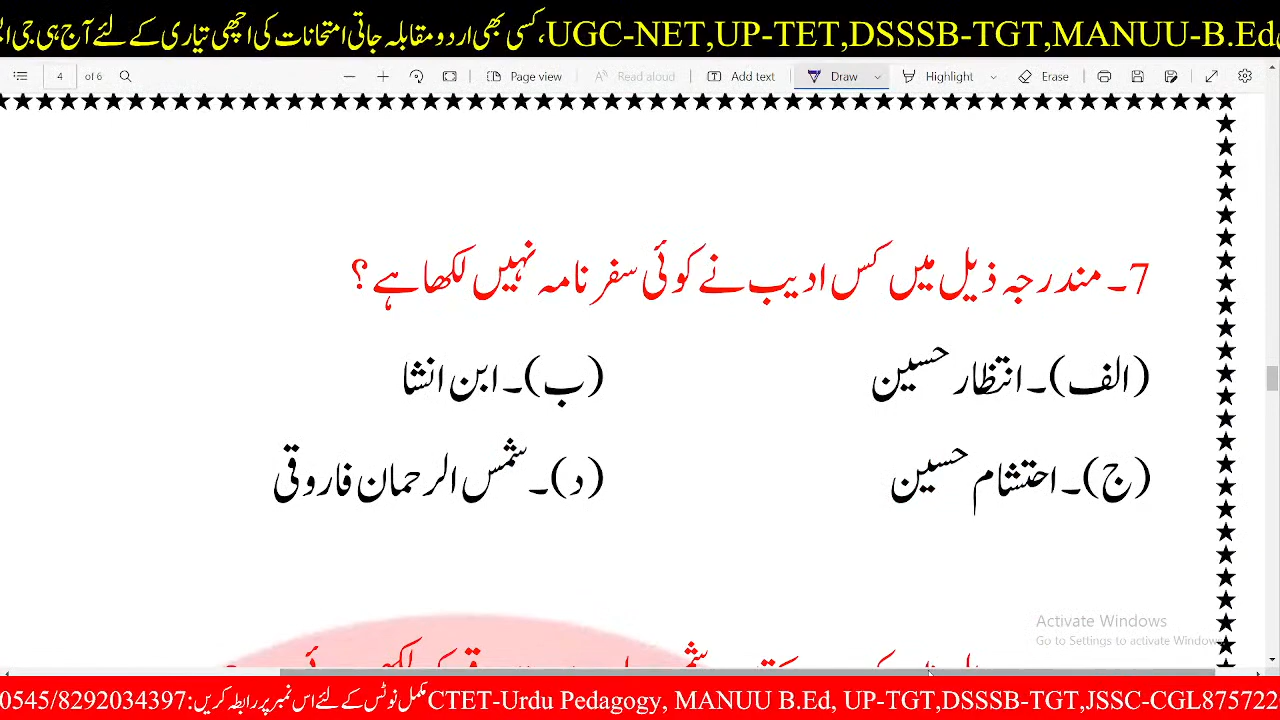 کسی بھی اردو مقابلہ جاتی امتحانات کی اچھی تیاری کے لئے آج ہی جی UGC-NET,UP-TET,DSSSB-TGT,MANUU-B.Ed،
4 of 6 Page view Read aloud Add text Draw Highlight Erase
7۔ مندرجہ ذیل میں کس ادیب نے کوئی سفر نامہ نہیں لکھا ہے؟
(الف)۔ انتظار حسین (ب)۔ ابن انشا
(ج)۔ احتشام حسین (د)۔ شمس الرحمان فاروقی
Activate Windows
Go to Settings to activate Windows
0545/8292034397:مکمل نوٹس کے لئے اس نمبر پر رابطہ کریں CTET-Urdu Pedagogy, MANUU B.Ed, UP-TGT,DSSSB-TGT,JSSC-CGL875722